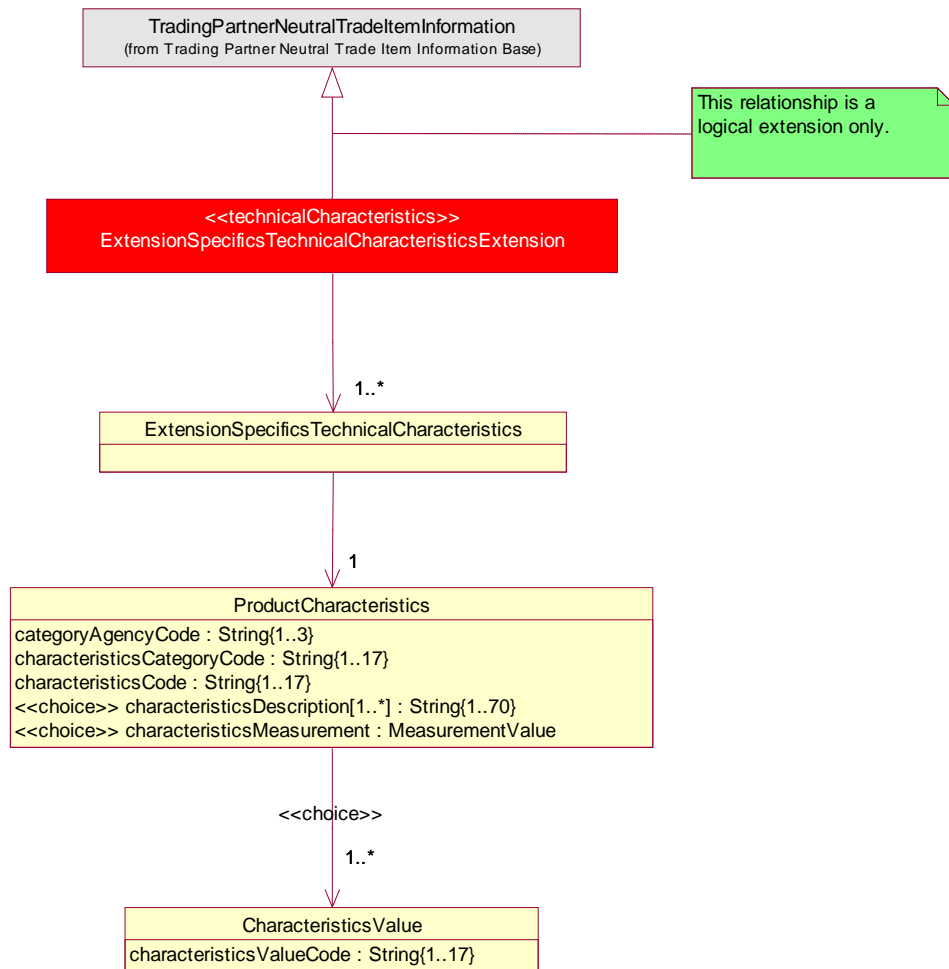 TradingPartnerNeutralTradeItemInformation
(from Trading Partner Neutral Trade Item Information Base)
This relationship is a
logical extension only.
<<technicalCharacteristics>>
ExtensionSpecificsTechnicalCharacteristicsExtension
1..*
ExtensionSpecificsTechnicalCharacteristics
1
ProductCharacteristics
categoryAgencyCode : String{1..3}
characteristicsCategoryCode : String{1..17}
characteristicsCode : String{1..17}
<<choice>> characteristicsDescription[1..*] : String{1..70}
<<choice>> characteristicsMeasurement : MeasurementValue
<<choice>>
1..*
CharacteristicsValue
characteristicsValueCode : String{1..17}